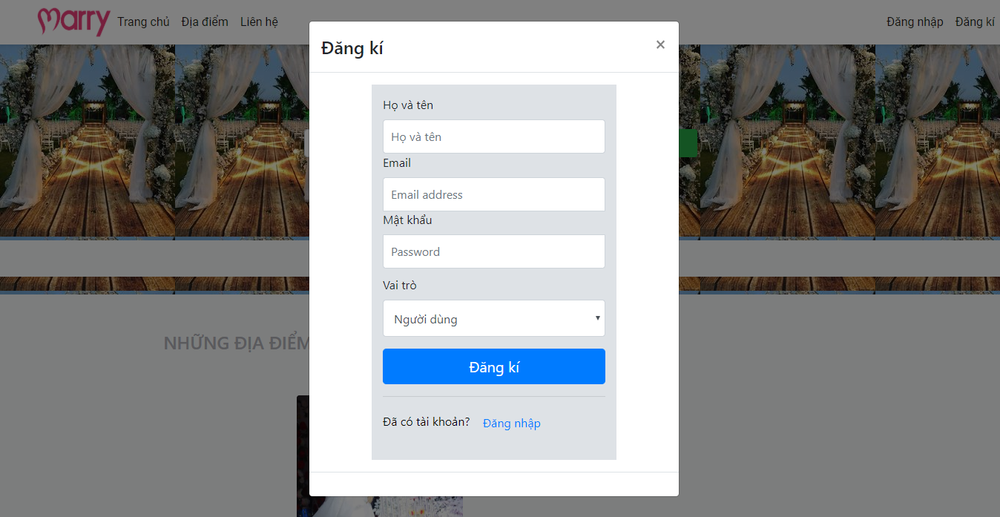 Marry Trang chủ Địa điểm Liên hệ Đăng nhập Đăng kí
Đăng kí ×
Họ và tên
Họ và tên
Email
Email address
Mật khẩu
Password
Vai trò
Người dùng
Đăng kí
Đã có tài khoản? Đăng nhập
NHỮNG ĐỊA ĐIỂM